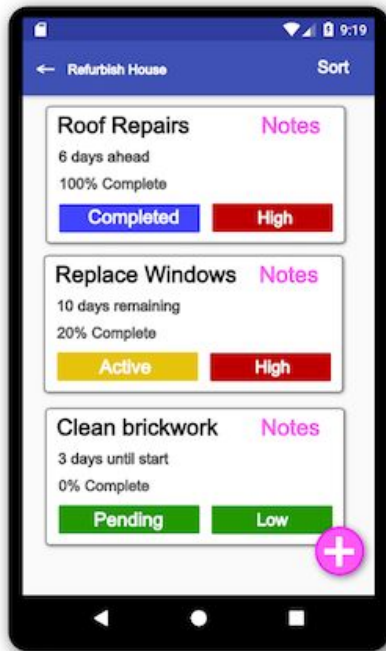 9:19
← Refurbish House Sort
Roof Repairs Notes
6 days ahead
100% Complete
Completed High
Replace Windows Notes
10 days remaining
20% Complete
Active High
Clean brickwork Notes
3 days until start
0% Complete
Pending Low
+